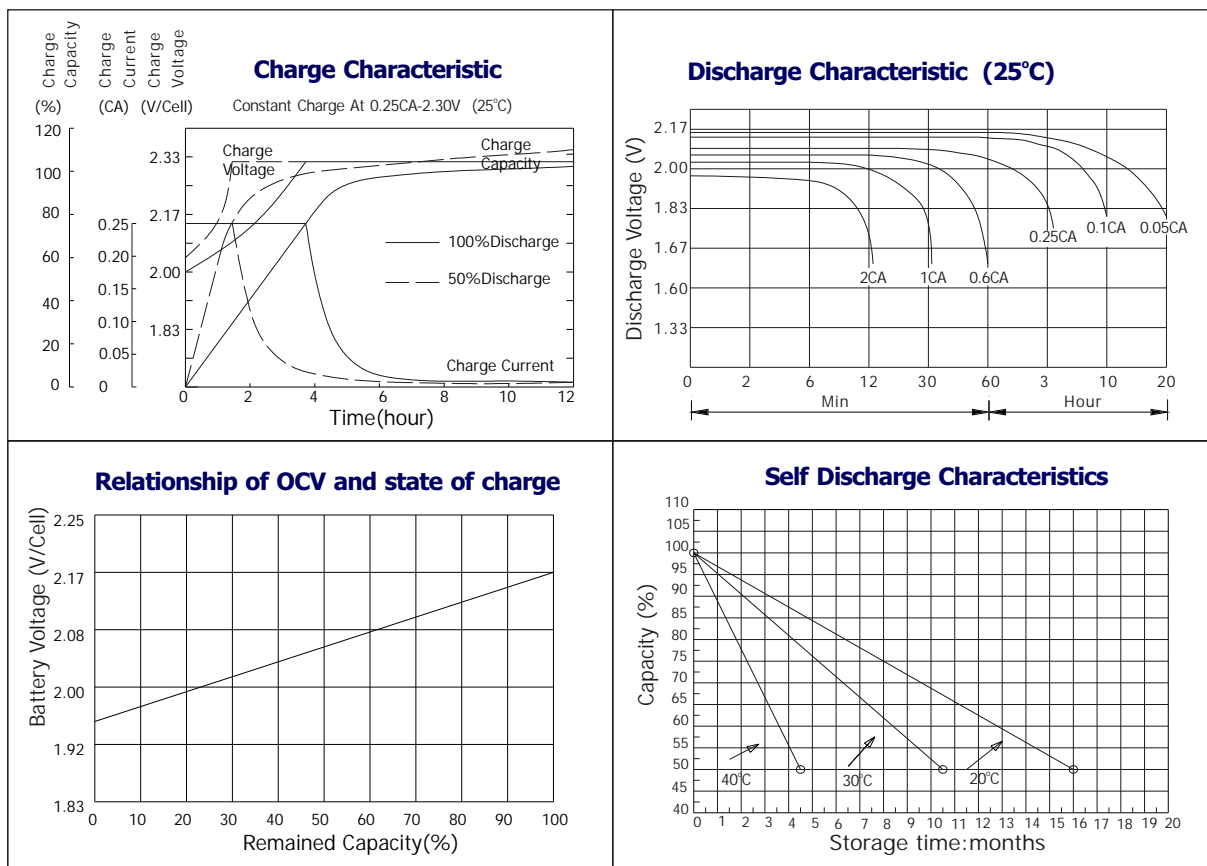 Charge Capacity
Charge Current
Charge Voltage
(%) (CA) (V/Cell)
Charge Characteristic
Constant Charge At 0.25CA-2.30V (25°C)
120
100
80
60
40
20
0
0.25
0.20
0.15
0.10
0.05
0
2.33
2.17
2.00
1.83
Charge Voltage
Charge Capacity
100%Discharge
50%Discharge
Charge Current
0 2 4 6 8 10 12
Time(hour)
Discharge Characteristic (25°C)
Discharge Voltage (V)
2.17
2.00
1.83
1.67
1.60
1.33
2CA 1CA 0.6CA 0.25CA 0.1CA 0.05CA
0 2 6 12 30 60 3 10 20
Min Hour
Relationship of OCV and state of charge
Battery Voltage (V/Cell)
2.25
2.17
2.08
2.00
1.92
1.83
0 10 20 30 40 50 60 70 80 90 100
Remained Capacity(%)
Self Discharge Characteristics
Capacity (%)
110
105
100
95
90
85
80
75
70
65
60
55
50
45
40
40°C 30°C 20°C
0 1 2 3 4 5 6 7 8 9 10 11 12 13 14 15 16 17 18 19 20
Storage time:months